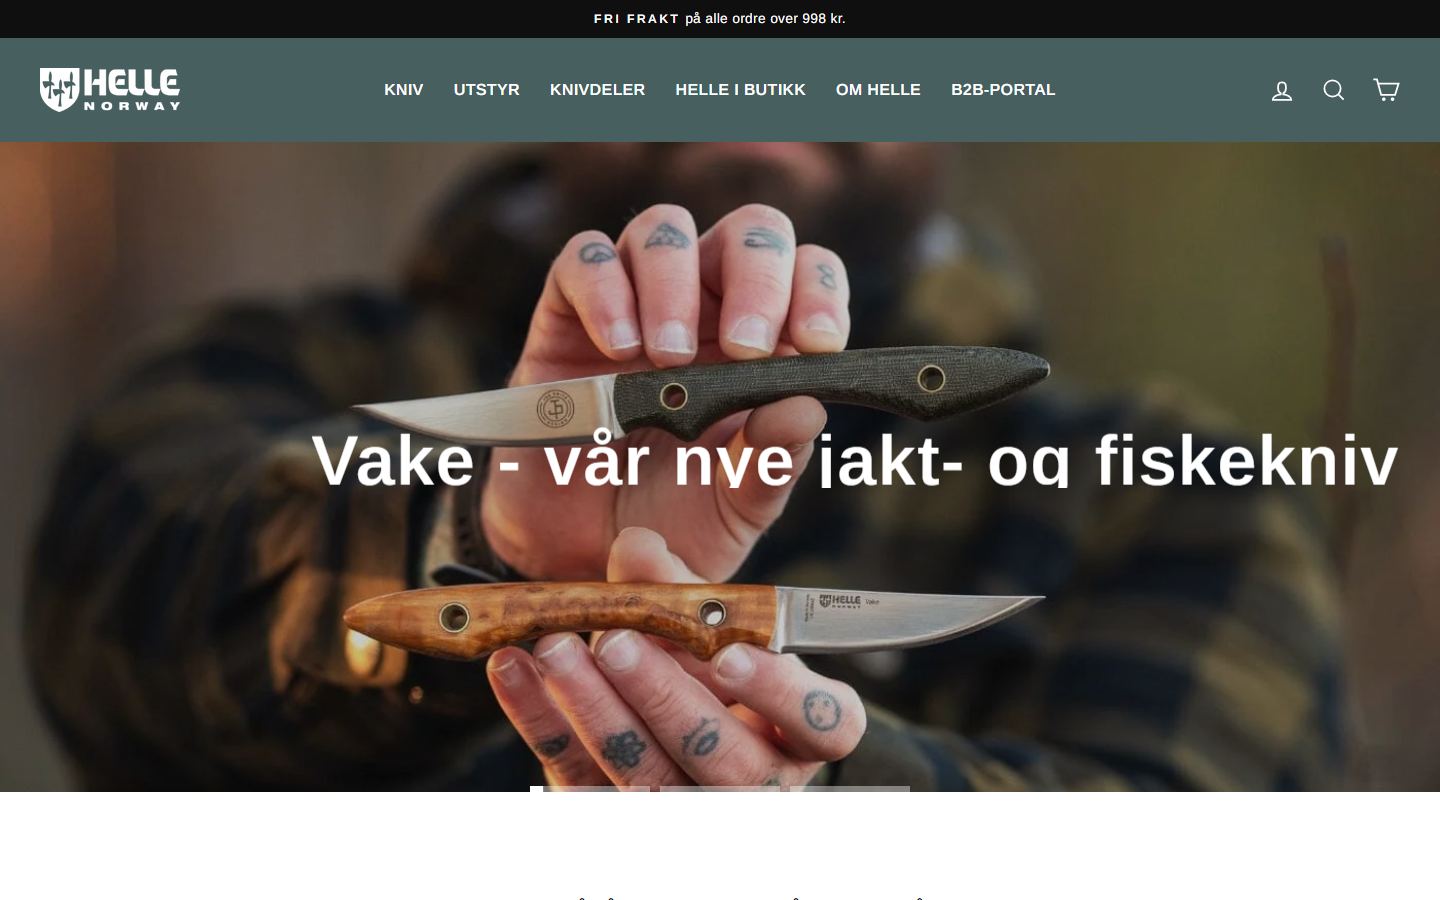 FRI FRAKT på alle ordre over 998 kr.
HELLE
NORWAY
KNIV
UTSTYR
KNIVDELER
HELLE I BUTIKK
OM HELLE
B2B-PORTAL
Vake - vår nye jakt- og fiskekniv
HELLE
NORWAY
Vake